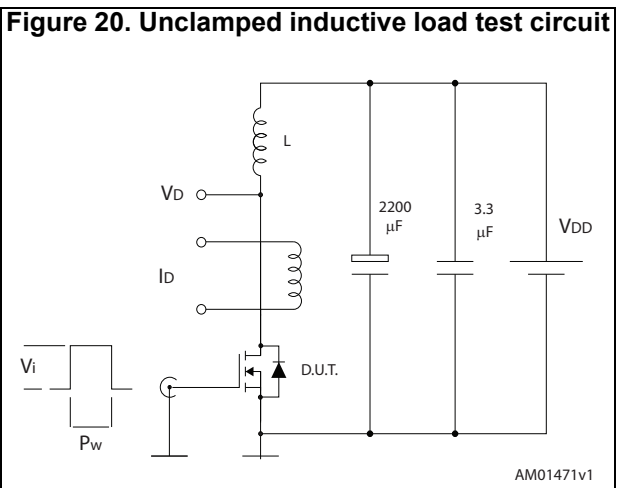 Figure 20. Unclamped inductive load test circuit
L
VD
2200
μF
3.3
μF
VDD
ID
Vi
D.U.T.
Pw
AM01471v1